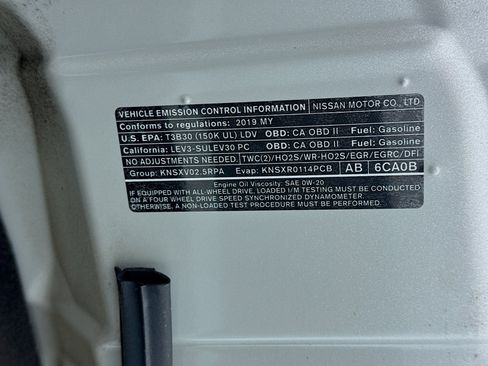 VEHICLE EMISSION CONTROL INFORMATION NISSAN MOTOR CO., LTD.
Conforms to regulations: 2019 MY
U.S. EPA: T3B30 (150K UL) LDV OBD: CA OBD II Fuel: Gasoline
California: LEV3-SULEV30 PC OBD: CA OBD II Fuel: Gasoline
NO ADJUSTMENTS NEEDED. TWC(2)/HO2S/WR-HO2S/EGR/EGRC/DFI
Group: KNSXV02.5RPA Evap: KNSXR0114PCB AB 6CA0B
Engine Oil Viscosity: SAE 0W-20
IF EQUIPPED WITH ALL-WHEEL DRIVE, LOADED I/M TESTING MUST BE CONDUCTED
ON A FOUR WHEEL DRIVE SPEED SYNCHRONIZED DYNAMOMETER.
OTHERWISE, A NON-LOADED TEST PROCEDURE MUST BE CONDUCTED.